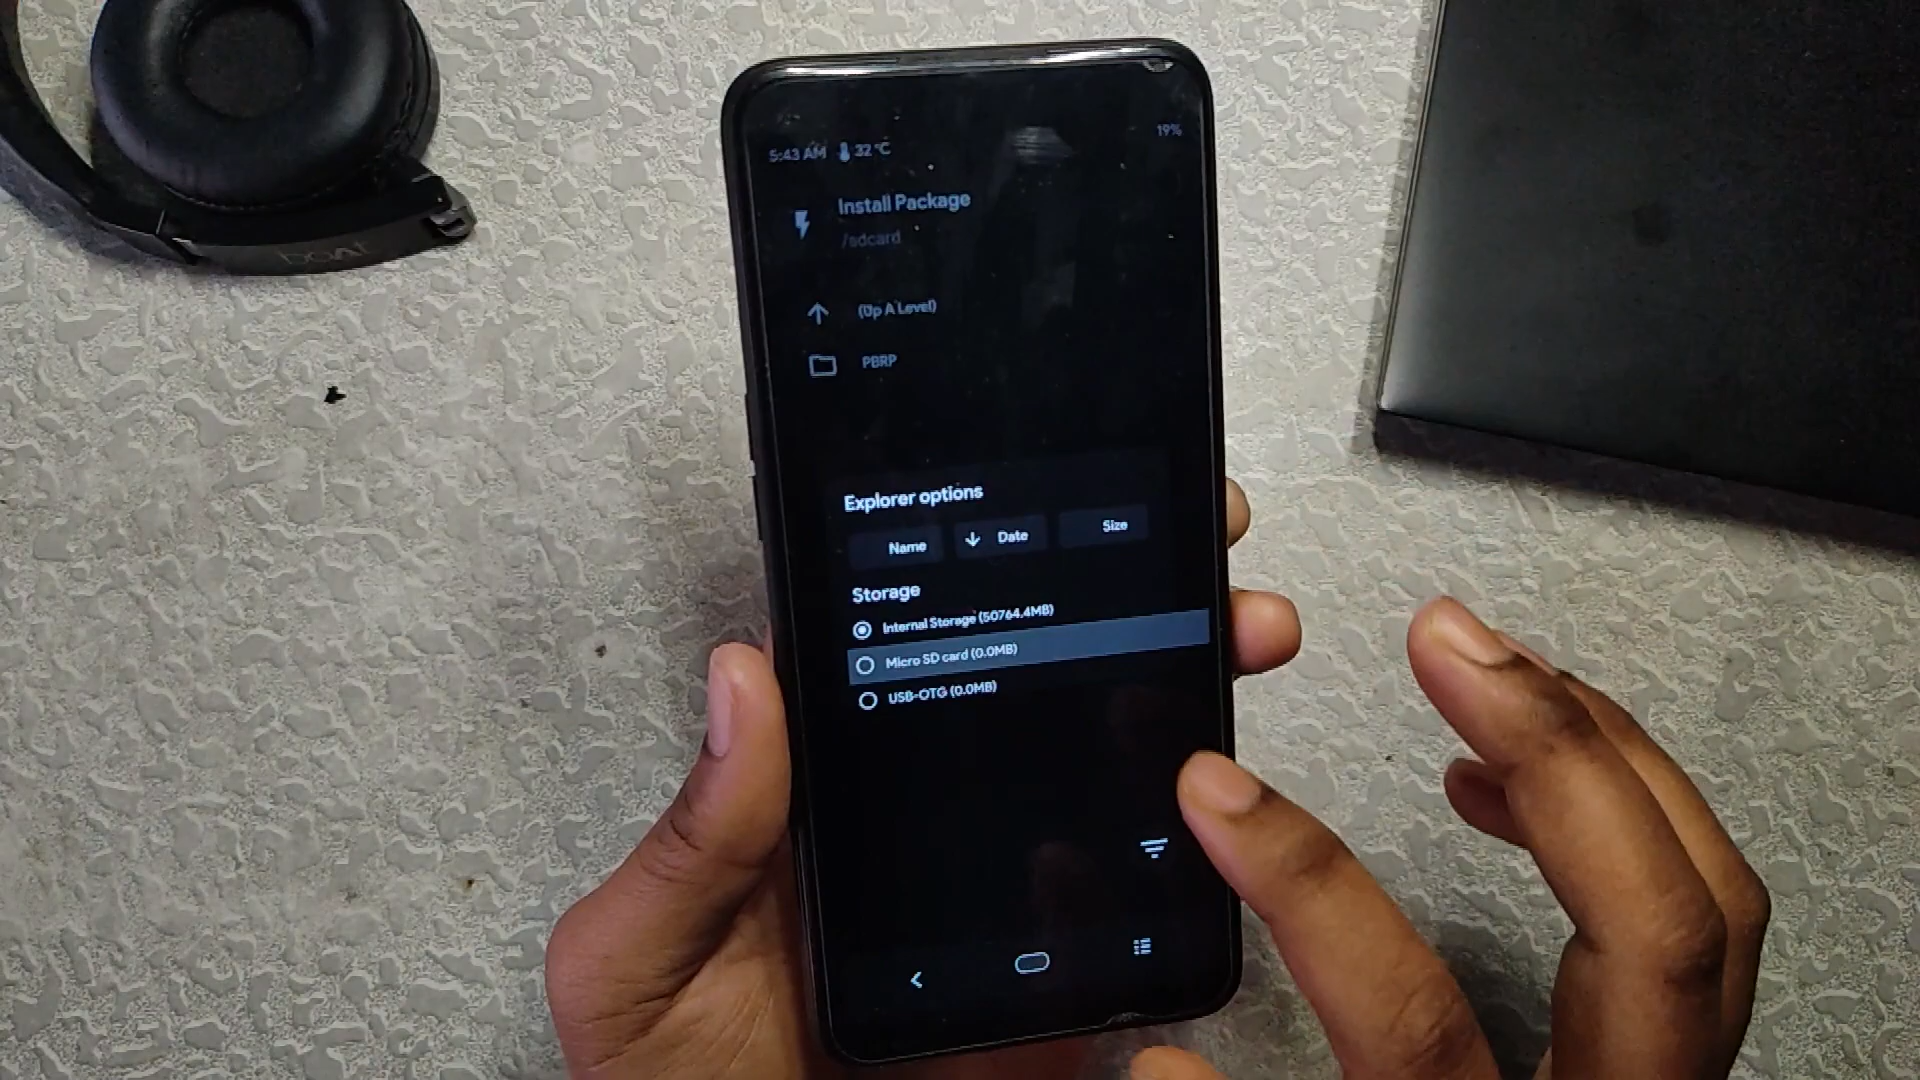 boAt
5:43 AM 32 °C 19%
Install Package
/sdcard
(Up A Level)
PBRP
Explorer options
Name Date Size
Storage
Internal Storage (50764.4MB)
Micro SD card (0.0MB)
USB-OTG (0.0MB)